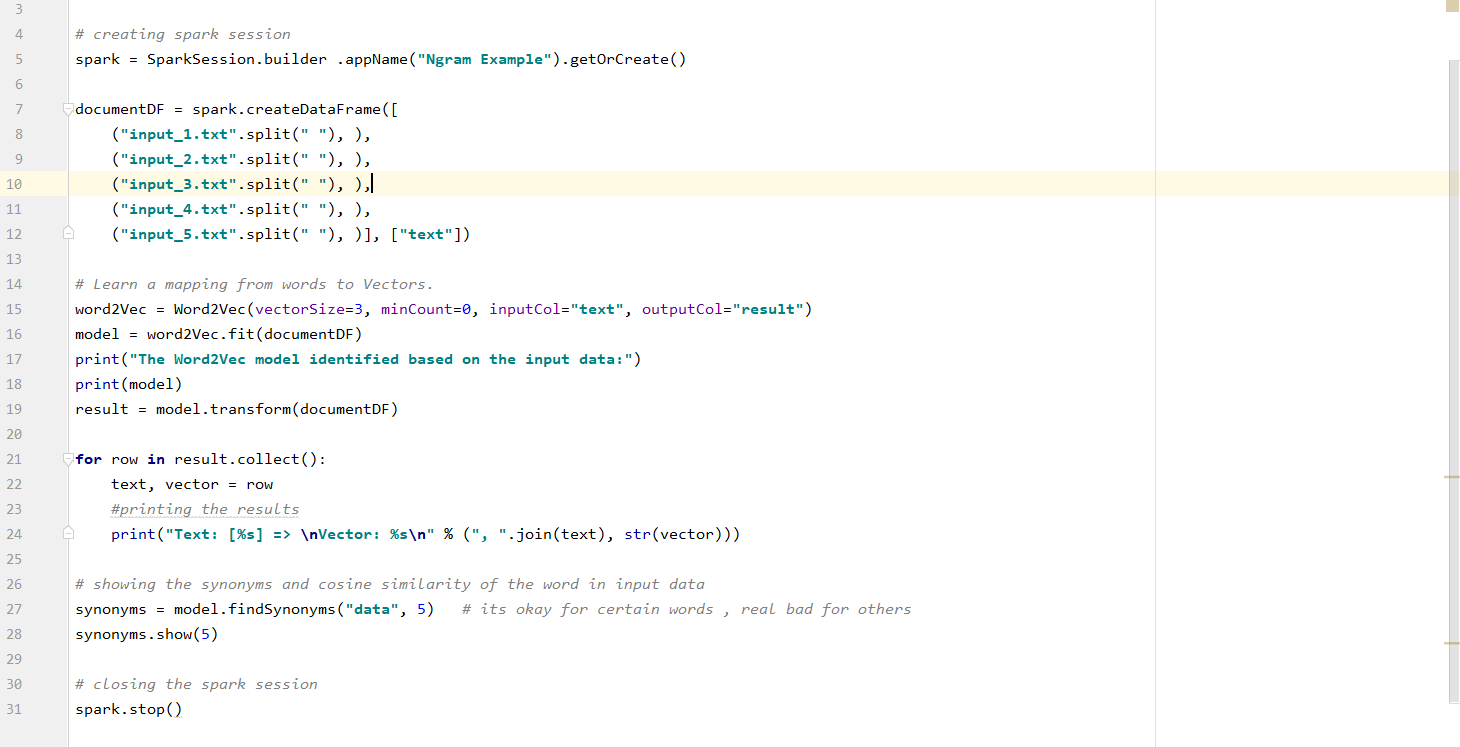 3
4 # creating spark session
5 spark = SparkSession.builder .appName("Ngram Example").getOrCreate()
6
7 documentDF = spark.createDataFrame([
8     ("input_1.txt".split(" "), ),
9     ("input_2.txt".split(" "), ),
10     ("input_3.txt".split(" "), ),
11     ("input_4.txt".split(" "), ),
12     ("input_5.txt".split(" "), )], ["text"])
13
14 # Learn a mapping from words to Vectors.
15 word2Vec = Word2Vec(vectorSize=3, minCount=0, inputCol="text", outputCol="result")
16 model = word2Vec.fit(documentDF)
17 print("The Word2Vec model identified based on the input data:")
18 print(model)
19 result = model.transform(documentDF)
20
21 for row in result.collect():
22     text, vector = row
23     #printing the results
24     print("Text: [%s] => \nVector: %s\n" % (", ".join(text), str(vector)))
25
26 # showing the synonyms and cosine similarity of the word in input data
27 synonyms = model.findSynonyms("data", 5)   # its okay for certain words , real bad for others
28 synonyms.show(5)
29
30 # closing the spark session
31 spark.stop()